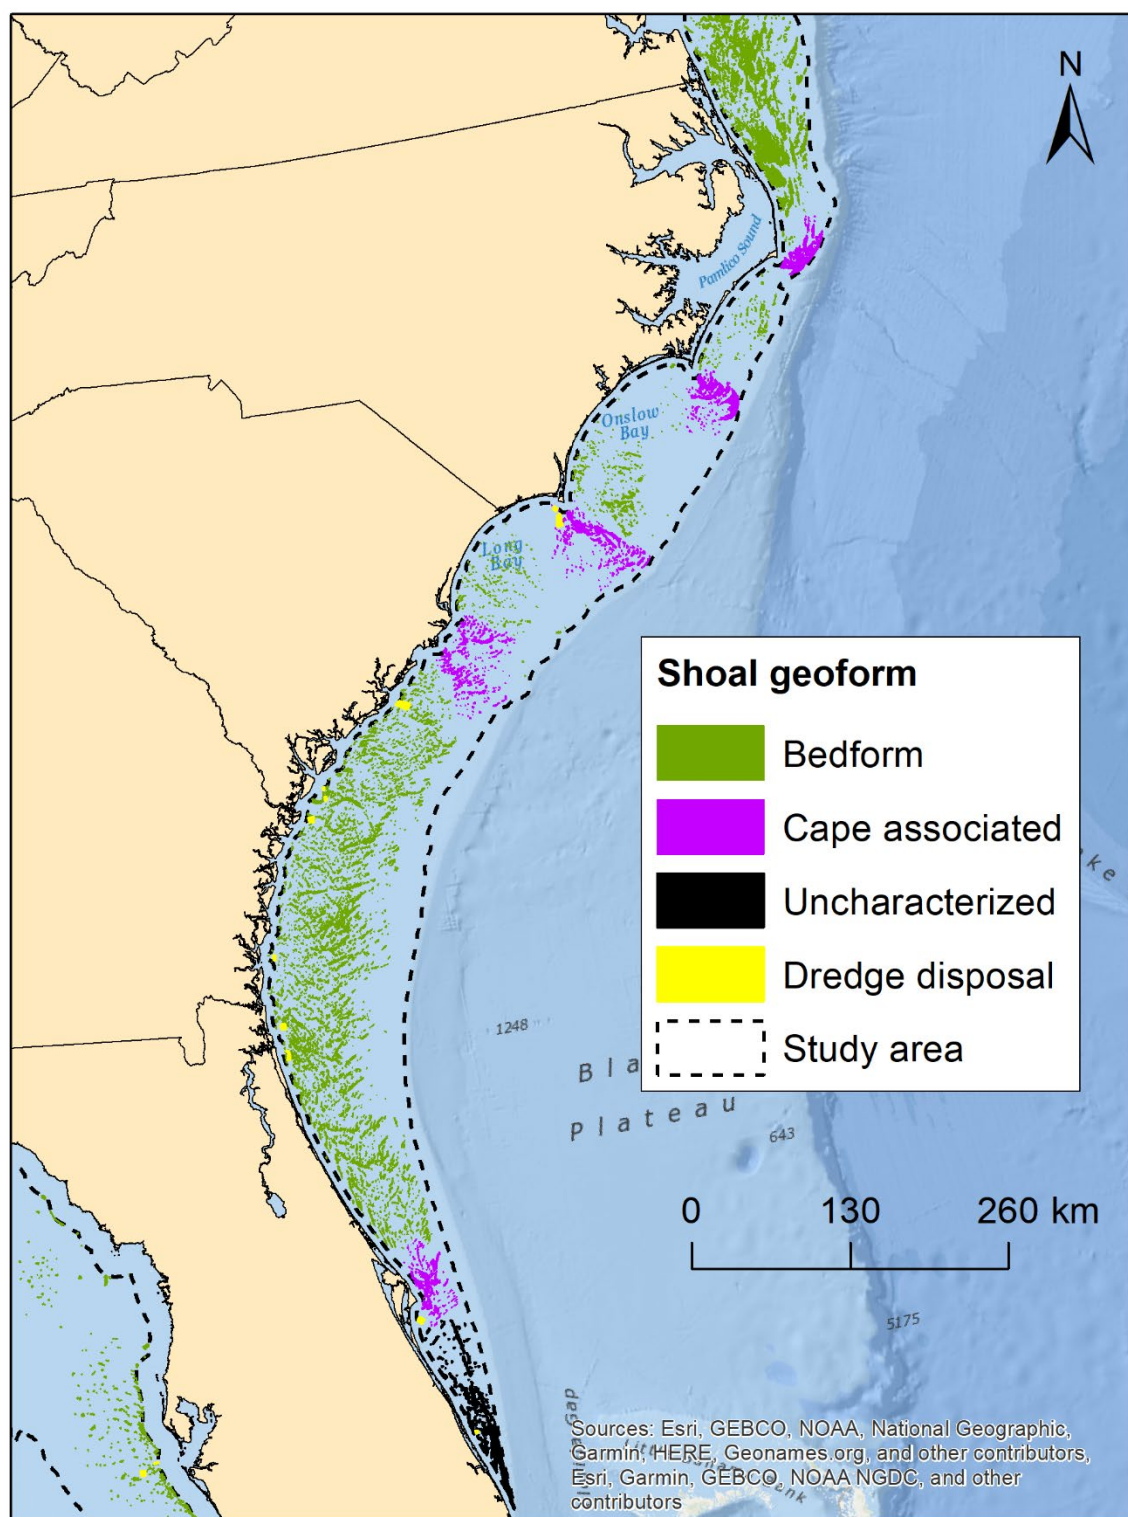 N
Pamlico Sound
Onslow
Bay
Long
Bay
Shoal geoform
Bedform
Cape associated
Uncharacterized
Dredge disposal
Study area
ke
1248
Bla
Plateau
643
0 130 260 km
5175
Gap
Sources: Esri, GEBCO, NOAA, National Geographic,
Garmin, HERE, Geonames.org, and other contributors,
Esri, Garmin, GEBCO, NOAA NGDC, and other
contributors